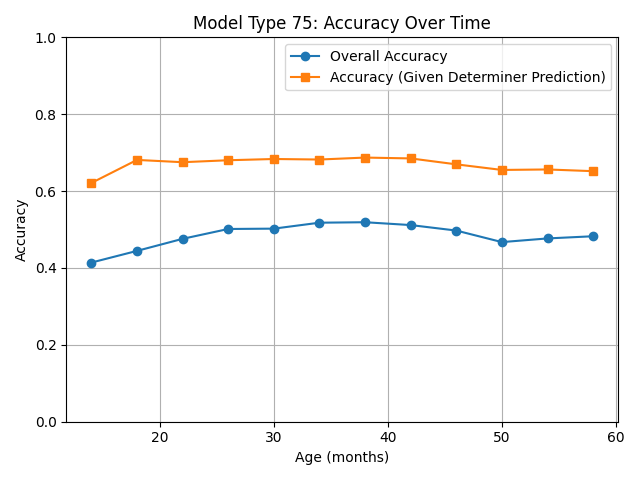 Model Type 75: Accuracy Over Time
Overall Accuracy
Accuracy (Given Determiner Prediction)
1.0
0.8
0.6
0.4
0.2
0.0
Accuracy
20
30
40
50
60
Age (months)